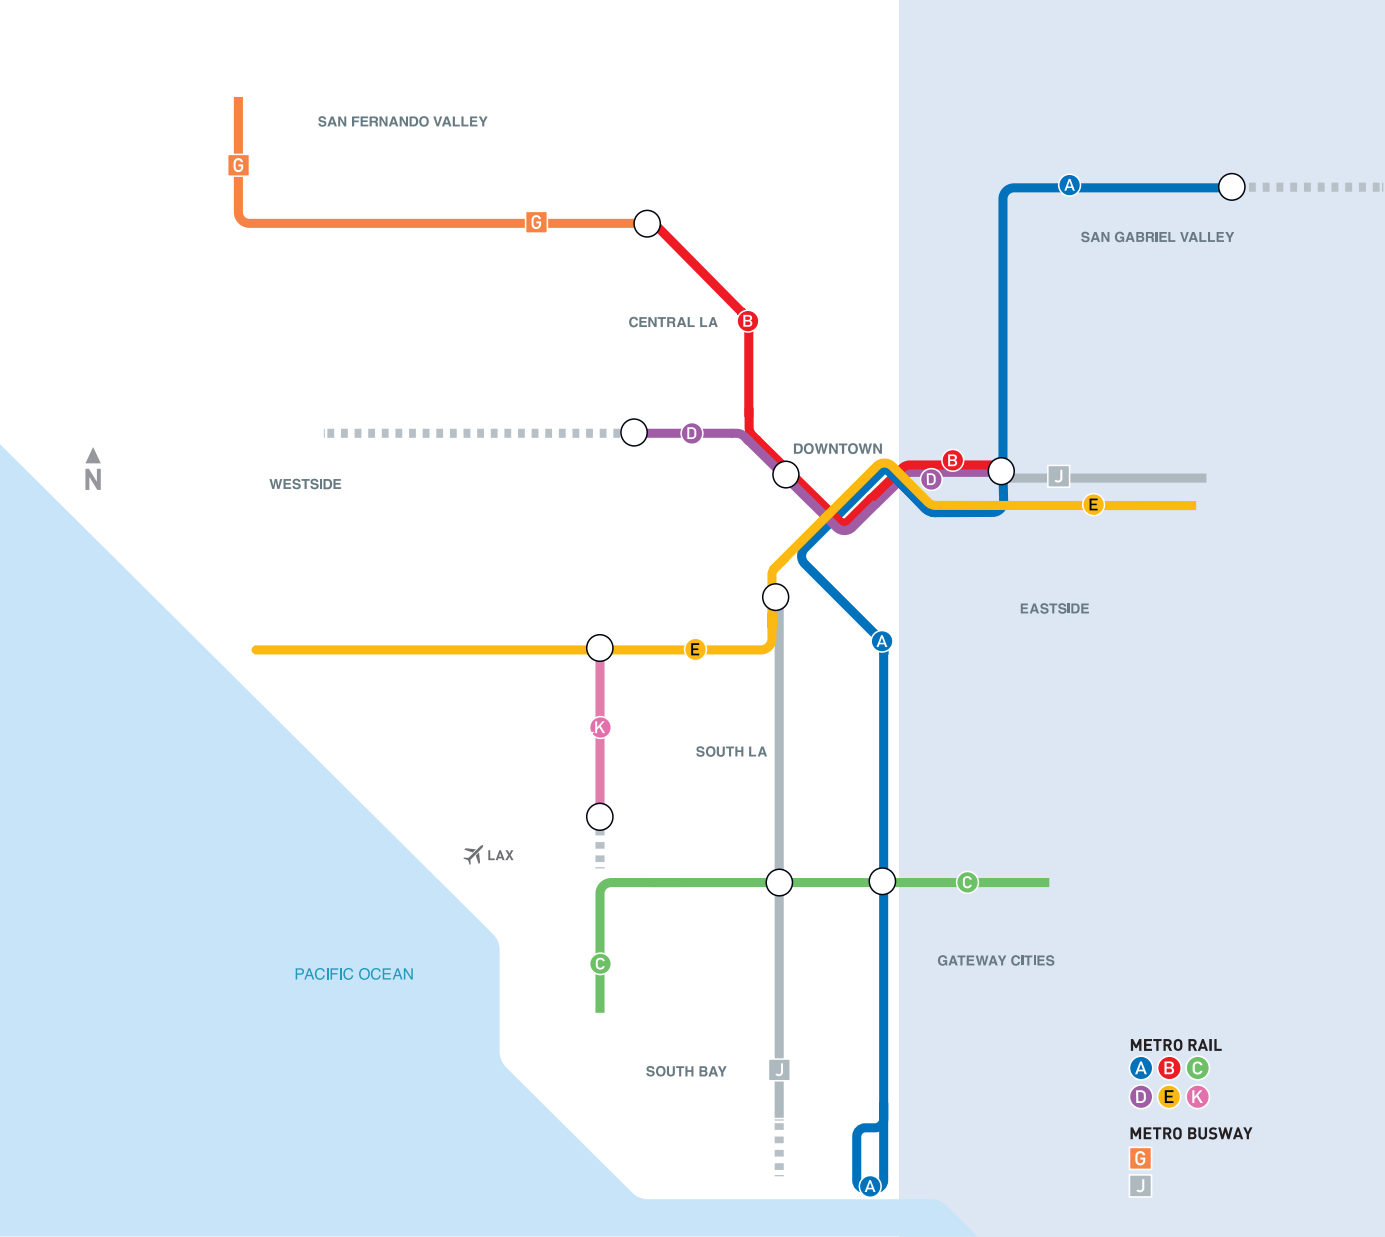 SAN FERNANDO VALLEY
G
A
G
SAN GABRIEL VALLEY
B
CENTRAL LA
D
DOWNTOWN
B
J
D
N
WESTSIDE
E
EASTSIDE
A
E
K
SOUTH LA
LAX
C
C
GATEWAY CITIES
PACIFIC OCEAN
METRO RAIL
A B C
SOUTH BAY
J
D E K
METRO BUSWAY
G
A
J